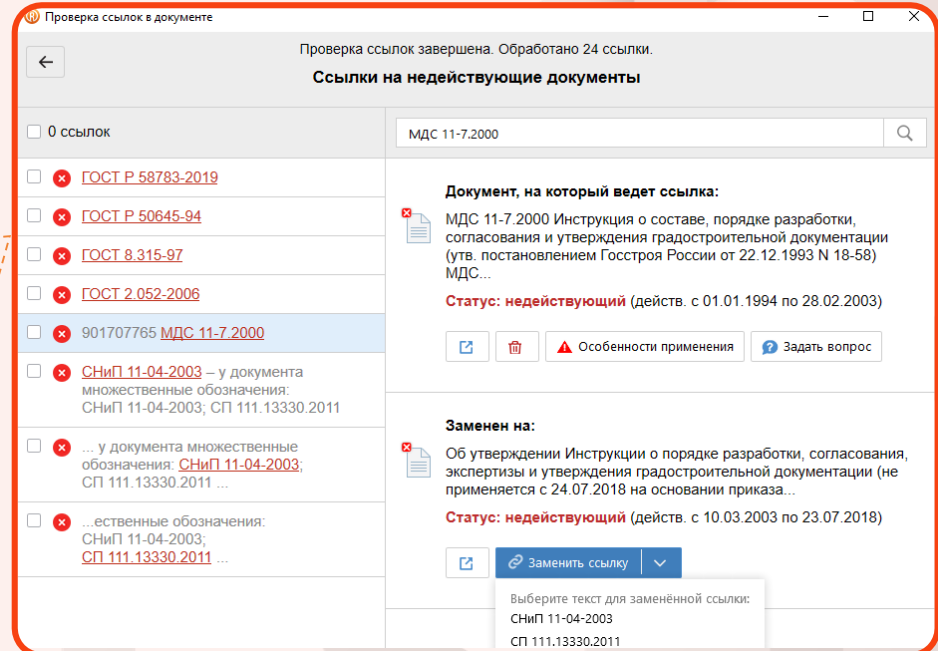 Проверка ссылок в документе
Проверка ссылок завершена. Обработано 24 ссылки.
Ссылки на недействующие документы
0 ссылок
ГОСТ Р 58783-2019
ГОСТ Р 50645-94
ГОСТ 8.315-97
ГОСТ 2.052-2006
901707765 МДС 11-7.2000
СНиП 11-04-2003 – у документа
множественные обозначения:
СНиП 11-04-2003; СП 111.13330.2011
... у документа множественные
обозначения: СНиП 11-04-2003;
СП 111.13330.2011 ...
...ественные обозначения:
СНиП 11-04-2003;
СП 111.13330.2011 ...
МДС 11-7.2000
Документ, на который ведет ссылка:
МДС 11-7.2000 Инструкция о составе, порядке разработки,
согласования и утверждения градостроительной документации
(утв. постановлением Госстроя России от 22.12.1993 N 18-58)
МДС...
Статус: недействующий (действ. с 01.01.1994 по 28.02.2003)
Особенности применения
Задать вопрос
Заменен на:
Об утверждении Инструкции о порядке разработки, согласования,
экспертизы и утверждения градостроительной документации (не
применяется с 24.07.2018 на основании приказа...
Статус: недействующий (действ. с 10.03.2003 по 23.07.2018)
Заменить ссылку
Выберите текст для заменённой ссылки:
СНиП 11-04-2003
СП 111.13330.2011